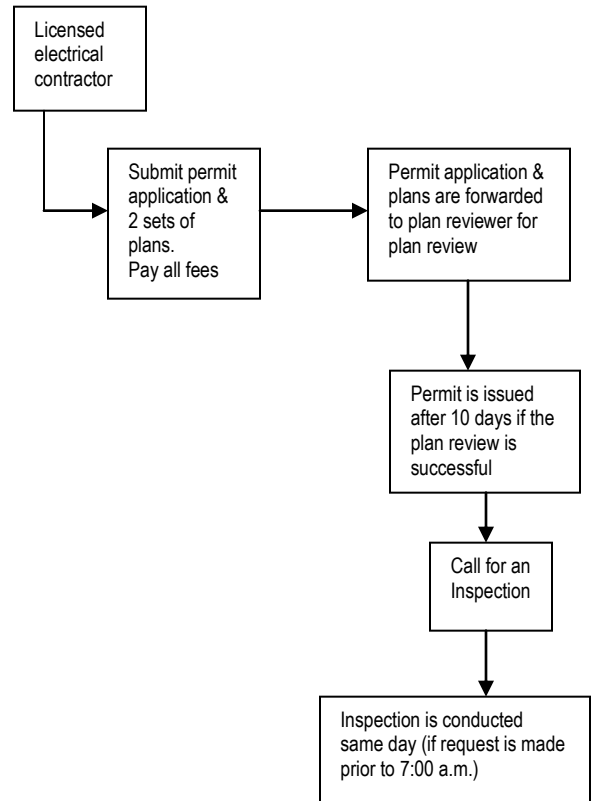 Licensed
electrical
contractor
Submit permit
application &
2 sets of
plans.
Pay all fees
Permit application &
plans are forwarded
to plan reviewer for
plan review
Permit is issued
after 10 days if the
plan review is
successful
Call for an
Inspection
Inspection is conducted
same day (if request is made
prior to 7:00 a.m.)